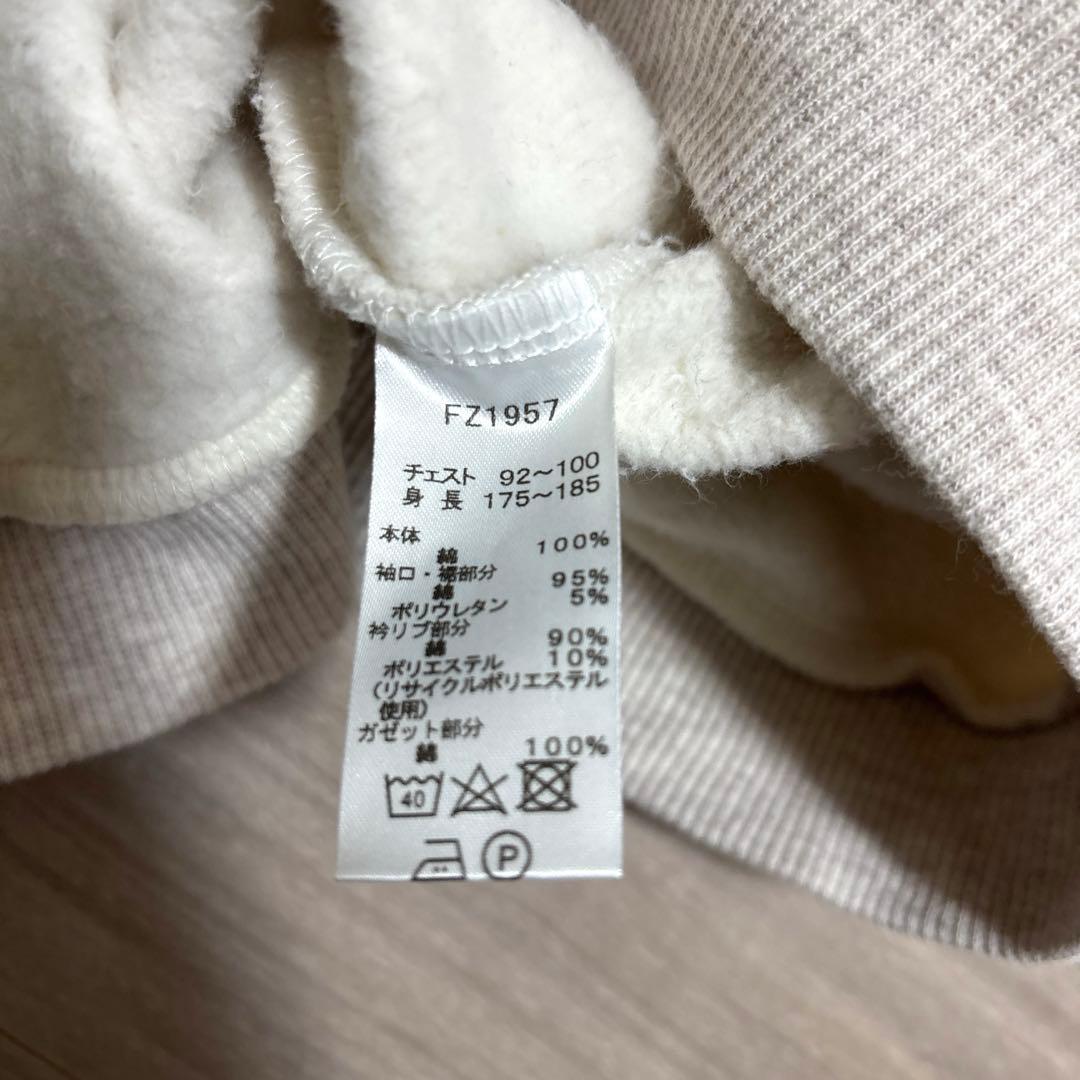 FZ1957
チェスト 92～100
身 長 175～185
本体
綿 100%
袖口・裾部分
綿 95%
ポリウレタン 5%
衿リブ部分
綿 90%
ポリエステル 10%
(リサイクルポリエステル
使用)
ガゼット部分
綿 100%
40
P